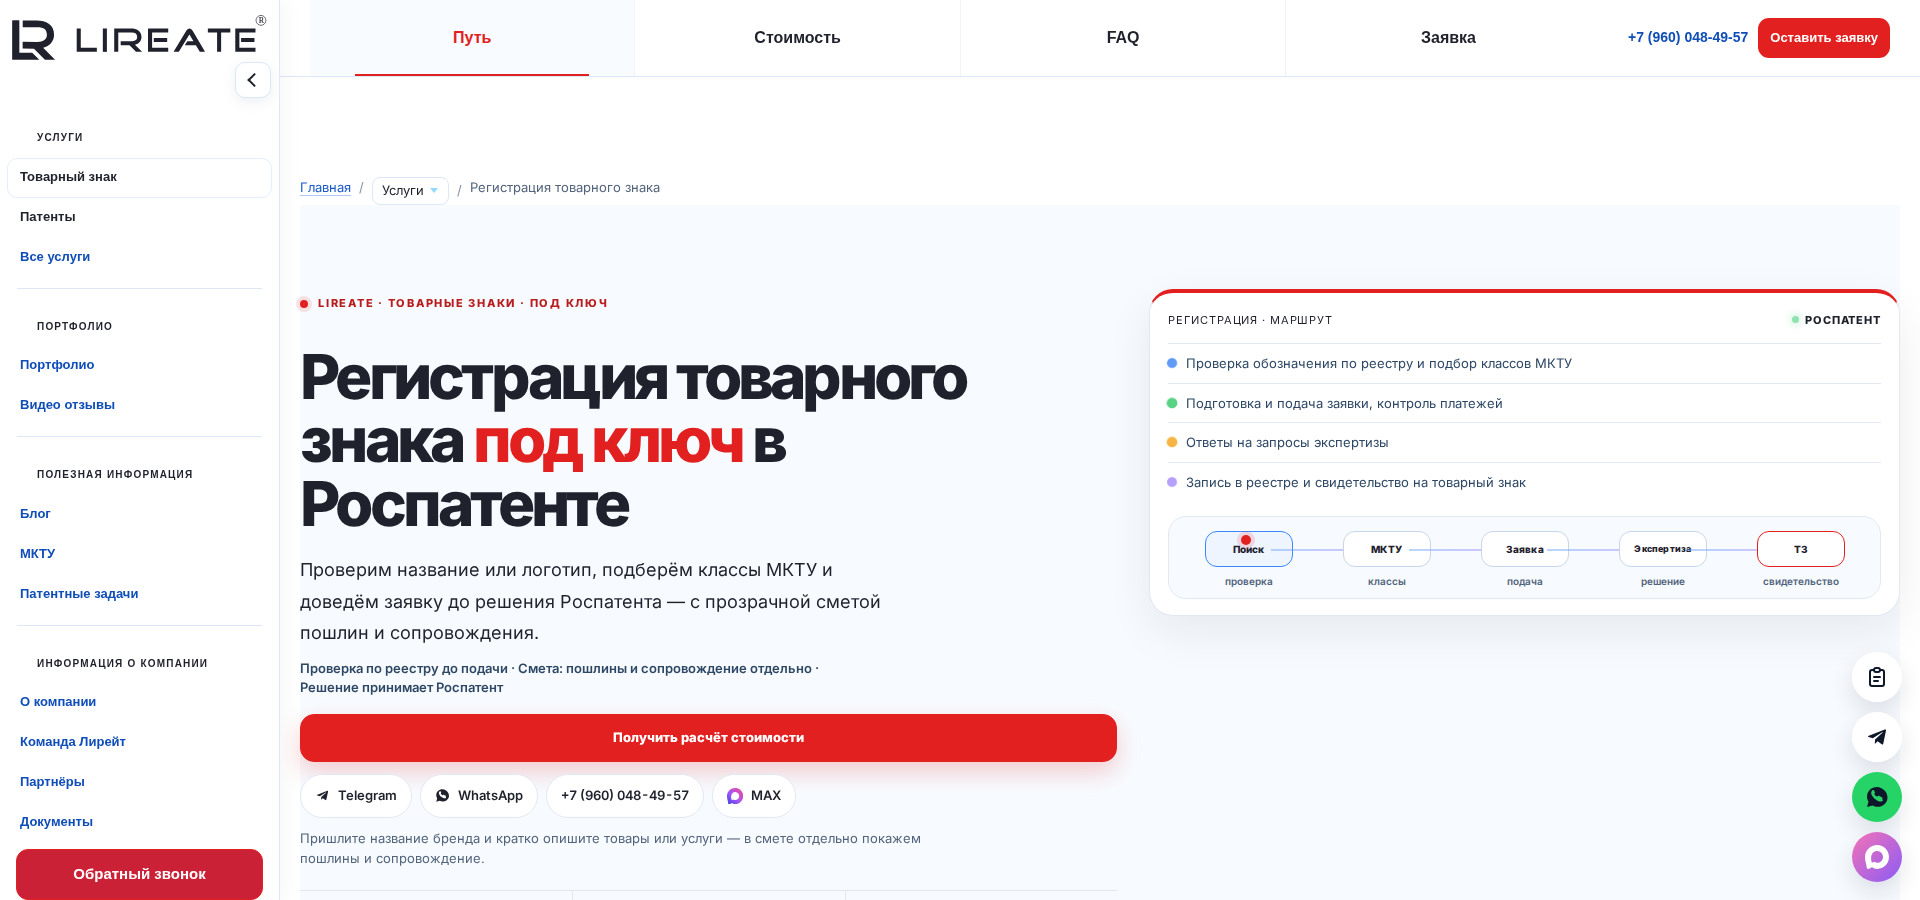 LIREATE®
УСЛУГИ
Товарный знак
Патенты
Все услуги
ПОРТФОЛИО
Портфолио
Видео отзывы
ПОЛЕЗНАЯ ИНФОРМАЦИЯ
Блог
МКТУ
Патентные задачи
ИНФОРМАЦИЯ О КОМПАНИИ
О компании
Команда Лирейт
Партнёры
Документы
Обратный звонок
Путь
Стоимость
FAQ
Заявка
+7 (960) 048-49-57
Оставить заявку
Главная / Услуги / Регистрация товарного знака
LIREATE · ТОВАРНЫЕ ЗНАКИ · ПОД КЛЮЧ
Регистрация товарного
знака под ключ в
Роспатенте
Проверим название или логотип, подберём классы МКТУ и
доведём заявку до решения Роспатента — с прозрачной сметой
пошлин и сопровождения.
Проверка по реестру до подачи · Смета: пошлины и сопровождение отдельно ·
Решение принимает Роспатент
Получить расчёт стоимости
Telegram
WhatsApp
+7 (960) 048-49-57
MAX
Пришлите название бренда и кратко опишите товары или услуги — в смете отдельно покажем
пошлины и сопровождение.
РЕГИСТРАЦИЯ · МАРШРУТ
РОСПАТЕНТ
Проверка обозначения по реестру и подбор классов МКТУ
Подготовка и подача заявки, контроль платежей
Ответы на запросы экспертизы
Запись в реестре и свидетельство на товарный знак
Поиск
МКТУ
Заявка
Экспертиза
ТЗ
проверка
классы
подача
решение
свидетельство